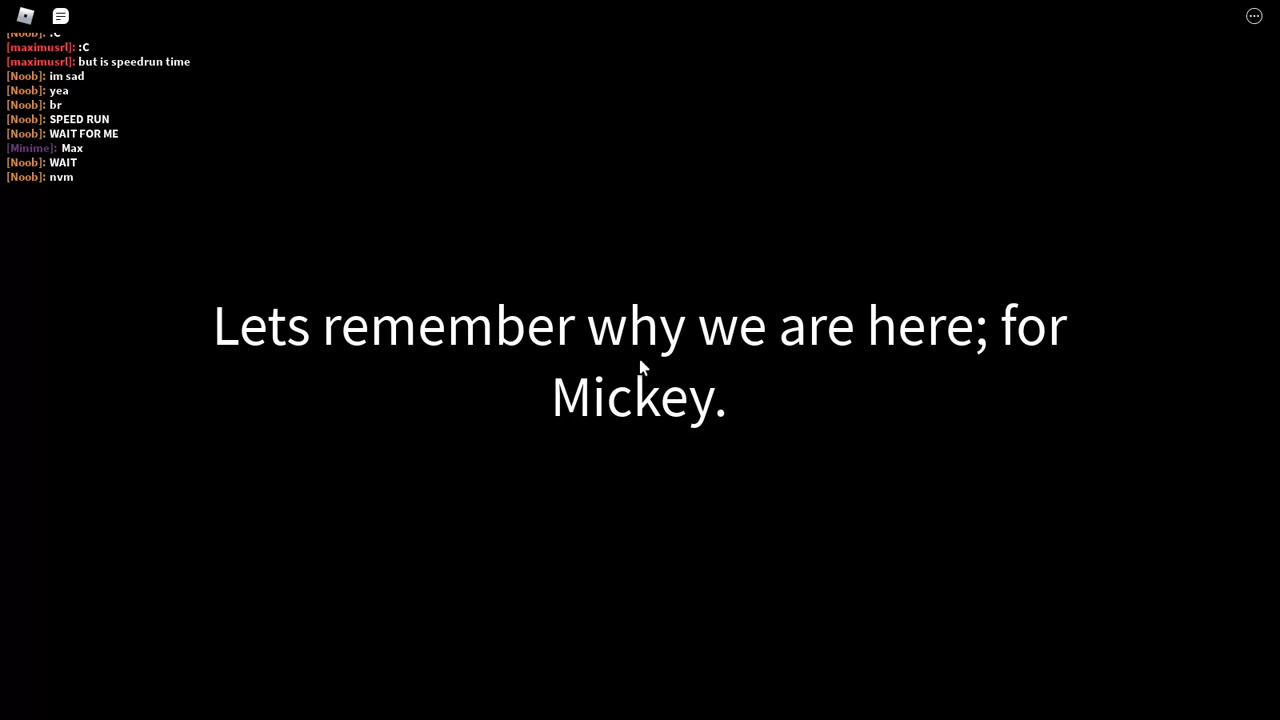 [Noob]: :C
[maximusrl]: :C
[maximusrl]: but is speedrun time
[Noob]: im sad
[Noob]: yea
[Noob]: br
[Noob]: SPEED RUN
[Noob]: WAIT FOR ME
[Minime]: Max
[Noob]: WAIT
[Noob]: nvm
Lets remember why we are here; for
Mickey.